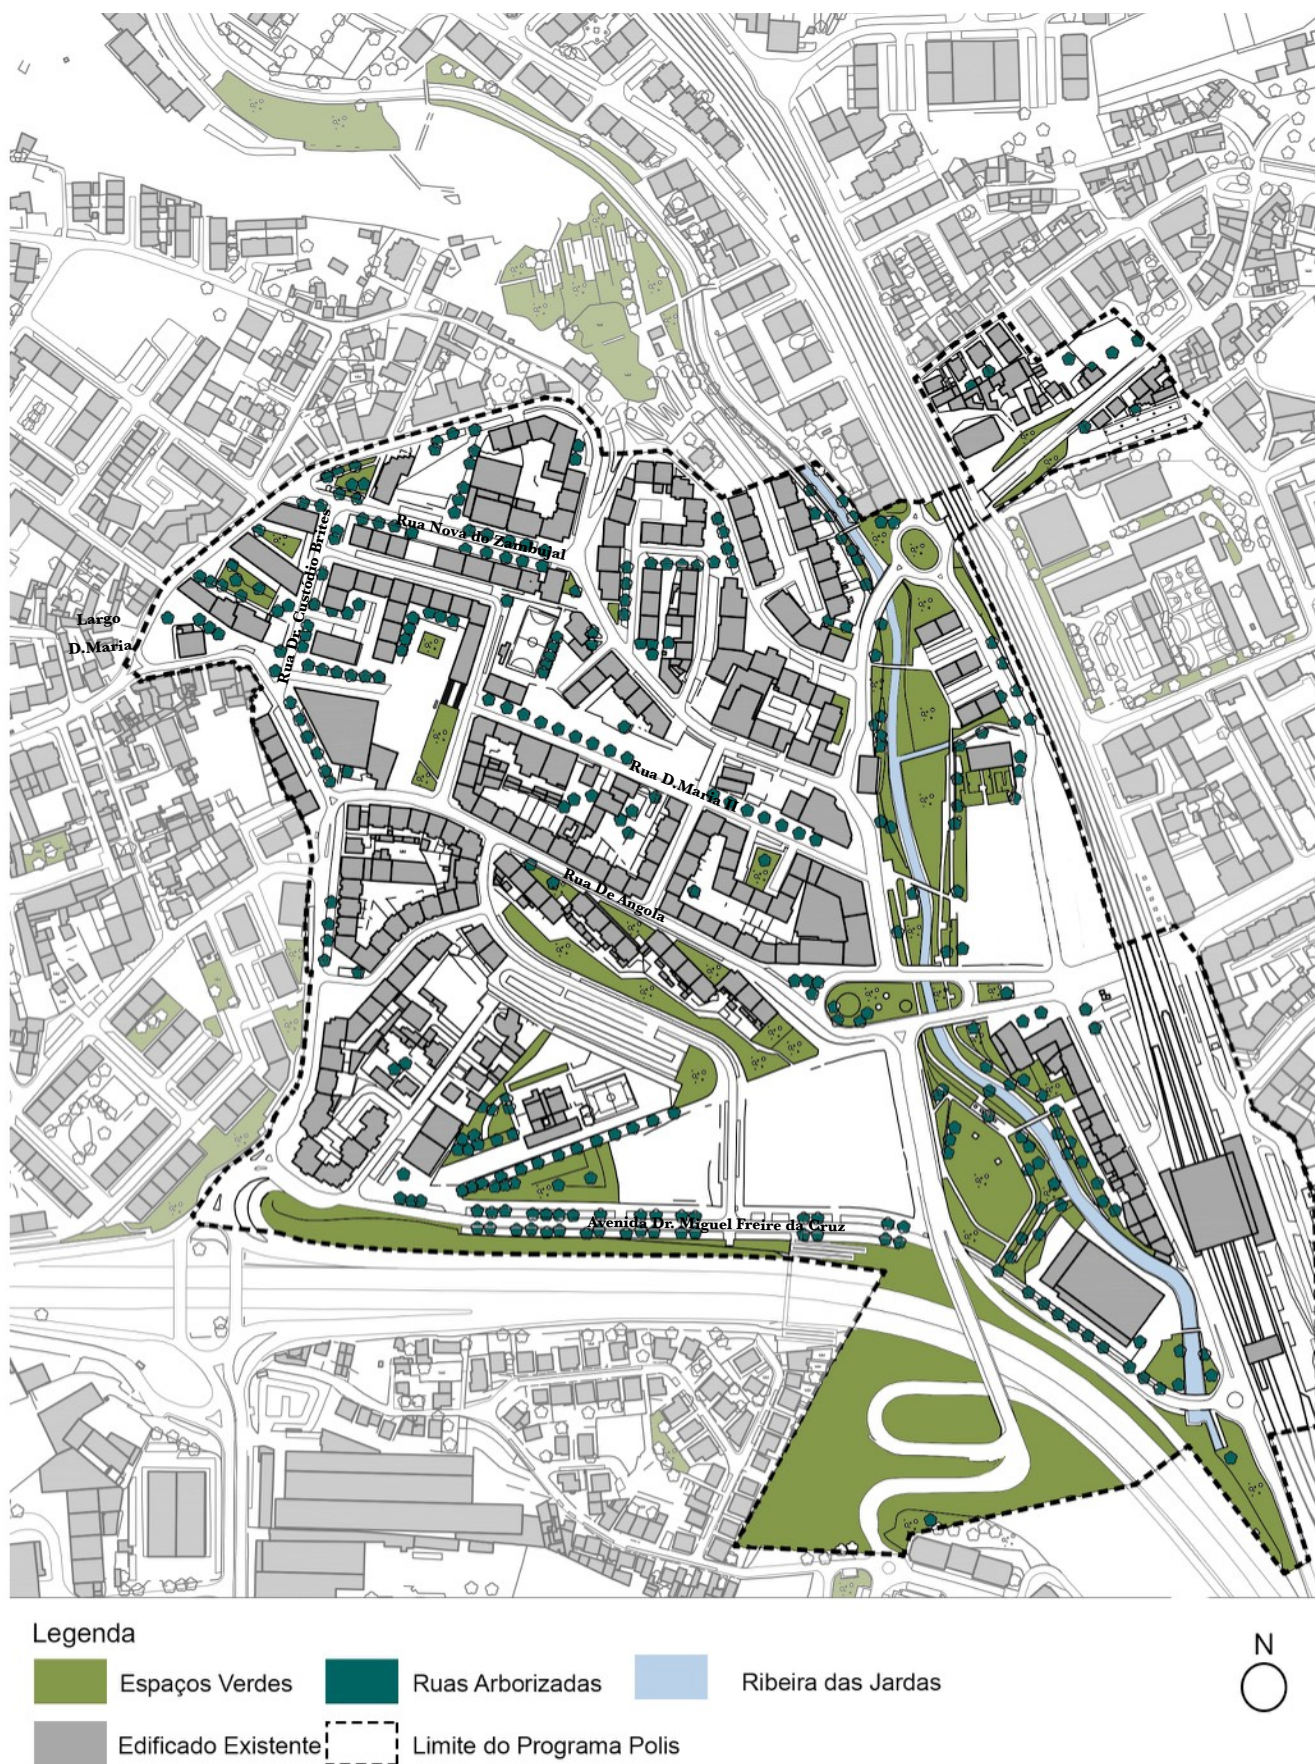 Rua Nova do Zambujal
Rua Dr. Custódio Brites
Largo
D.Maria
Rua D.Maria II
Rua De Angola
Avenida Dr. Miguel Freire da Cruz
Legenda
Espaços Verdes
Ruas Arborizadas
Ribeira das Jardas
N
Edificado Existente
Limite do Programa Polis